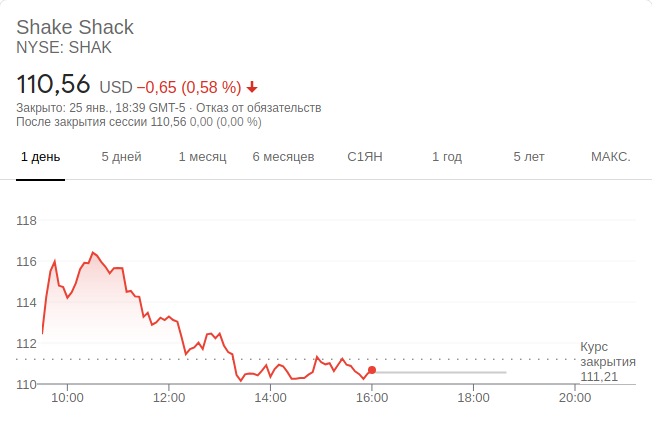 Shake Shack
NYSE: SHAK
110,56 USD −0,65 (0,58 %)
Закрыто: 25 янв., 18:39 GMT-5 · Отказ от обязательств
После закрытия сессии 110,56 0,00 (0,00 %)
1 день 5 дней 1 месяц 6 месяцев С1ЯН 1 год 5 лет МАКС.
118
116
114
112
Курс
закрытия
111,21
110
10:00 12:00 14:00 16:00 18:00 20:00